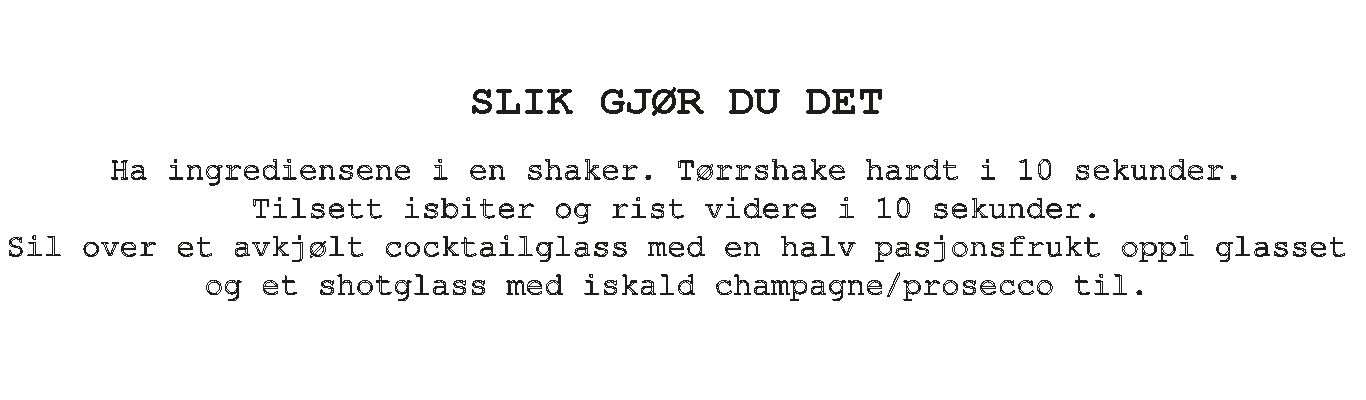 SLIK GJØR DU DET
Ha ingrediensene i en shaker. Tørrshake hardt i 10 sekunder.
Tilsett isbiter og rist videre i 10 sekunder.
Sil over et avkjølt cocktailglass med en halv pasjonsfrukt oppi glasset
og et shotglass med iskald champagne/prosecco til.